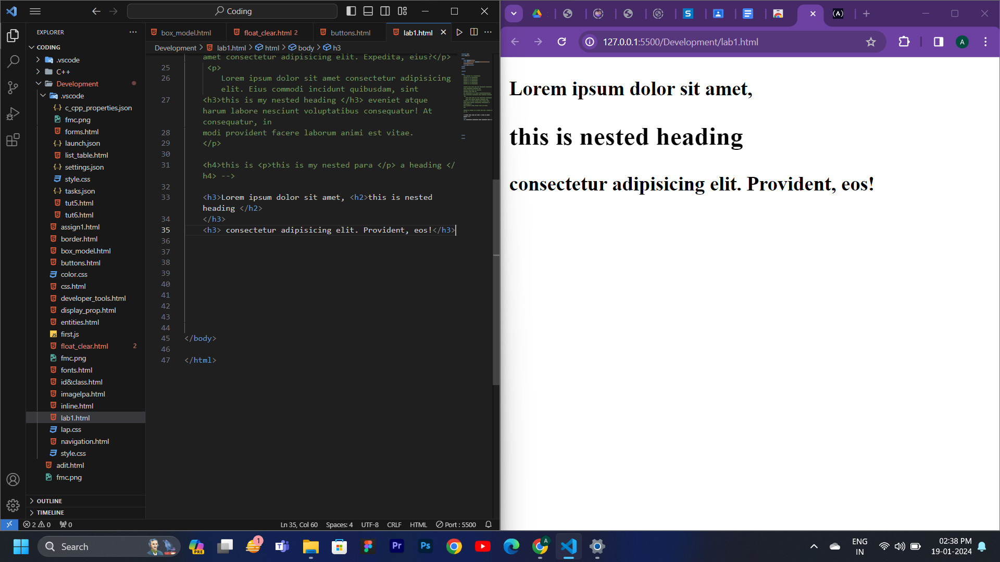 Coding
EXPLORER
CODING
.vscode
C++
Development
.vscode
c_cpp_properties.json
fmc.png
forms.html
launch.json
list_table.html
settings.json
style.css
tasks.json
tut5.html
tut6.html
assign1.html
border.html
box_model.html
buttons.html
color.css
css.html
developer_tools.html
display_prop.html
entities.html
first.js
float_clear.html 2
fmc.png
fonts.html
id&class.html
imagelpa.html
inline.html
lab1.html
lap.css
navigation.html
style.css
adit.html
fmc.png
OUTLINE
TIMELINE
box_model.html float_clear.html 2 buttons.html lab1.html
Development > lab1.html > html > body > h3
amet consectetur adipisicing elit. Expedita, eius?</p>
25 <p>
26 Lorem ipsum dolor sit amet consectetur adipisicing
elit. Eius commodi incidunt quibusdam, sint
27 <h3>this is my nested heading </h3> eveniet atque
harum labore nesciunt voluptatibus consequatur! At
consequatur, in
28 modi provident facere laborum animi est vitae.
29 </p>
30
31 <h4>this is <p>this is my nested para </p> a heading </
h4> -->
32
33 <h3>Lorem ipsum dolor sit amet, <h2>this is nested
heading </h2>
34 </h3>
35 <h3> consectetur adipisicing elit. Provident, eos!</h3>
36
37
38
39
40
41
42
43
44
45 </body>
46
47 </html>
2 0 0 Ln 35, Col 60 Spaces: 4 UTF-8 CRLF HTML Port : 5500
S (A)
127.0.0.1:5500/Development/lab1.html A
Lorem ipsum dolor sit amet,
this is nested heading
consectetur adipisicing elit. Provident, eos!
Search PRE 1 Pr Ps A
ENG
IN
02:38 PM
19-01-2024